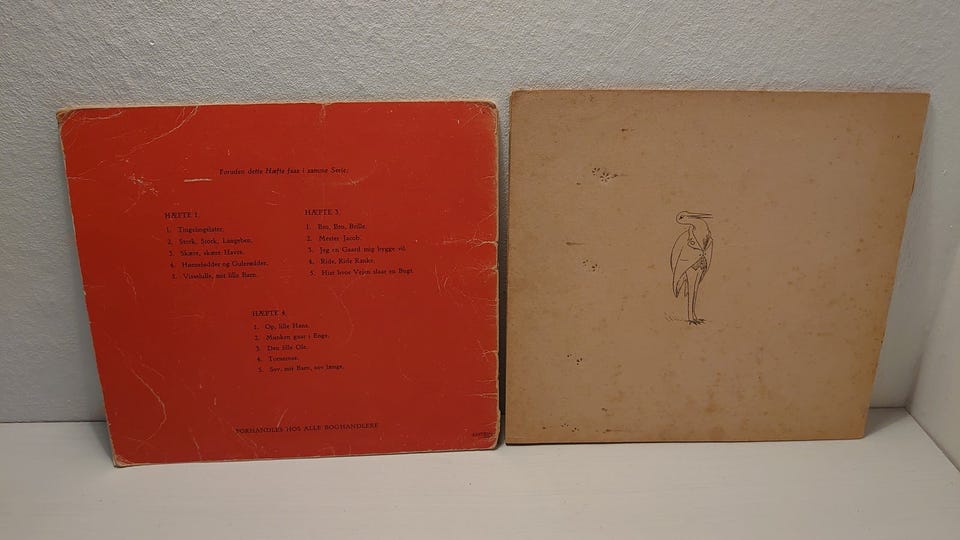 Foruden dette Hæfte faas i samme Serie:
HÆFTE 1.
1. Tingelingelater.
2. Stork, Stork, Langeben.
3. Skære, skære Havre.
4. Hønsefødder og Gulerødder.
5. Visselulle, mit lille Barn.
HÆFTE 3.
1. Bro, Bro, Brille.
2. Mester Jacob.
3. Jeg en Gaard mig bygge vil.
4. Ride, Ride Ranke.
5. Hist hvor Vejen slaar en Bugt.
HÆFTE 4.
1. Op, lille Hans.
2. Munken gaar i Enge.
3. Den lille Ole.
4. Tornerose.
5. Sov, mit Barn, sov længe.
FORHANDLES HOS ALLE BOGHANDLERE